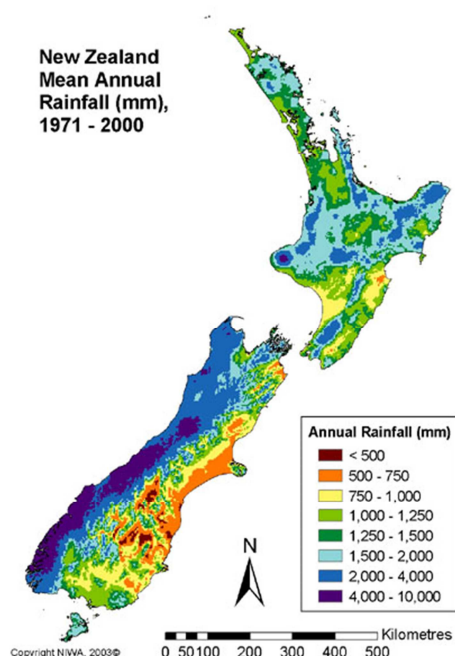 New Zealand
Mean Annual
Rainfall (mm),
1971 - 2000
Annual Rainfall (mm)
< 500
500 - 750
750 - 1,000
1,000 - 1,250
1,250 - 1,500
1,500 - 2,000
2,000 - 4,000
4,000 - 10,000
N
Kilometres
0 50 100 200 300 400 500
Copyright NIWA, 2003©